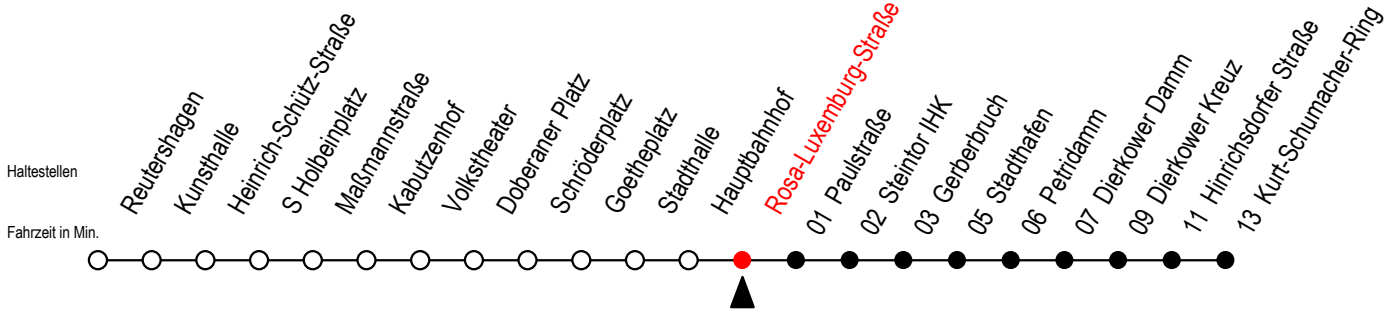 Haltestellen
Fahrzeit in Min.
Reutershagen
Kunsthalle
Heinrich-Schütz-Straße
S Holbeinplatz
Maßmannstraße
Kabutzenhof
Volkstheater
Doberaner Platz
Schröderplatz
Goetheplatz
Stadthalle
Hauptbahnhof
Rosa-Luxemburg-Straße
01 Paulstraße
02 Steintor IHK
03 Gerberbruch
05 Stadthafen
06 Petridamm
07 Dierkower Damm
09 Dierkower Kreuz
11 Hinrichsdorfer Straße
13 Kurt-Schumacher-Ring